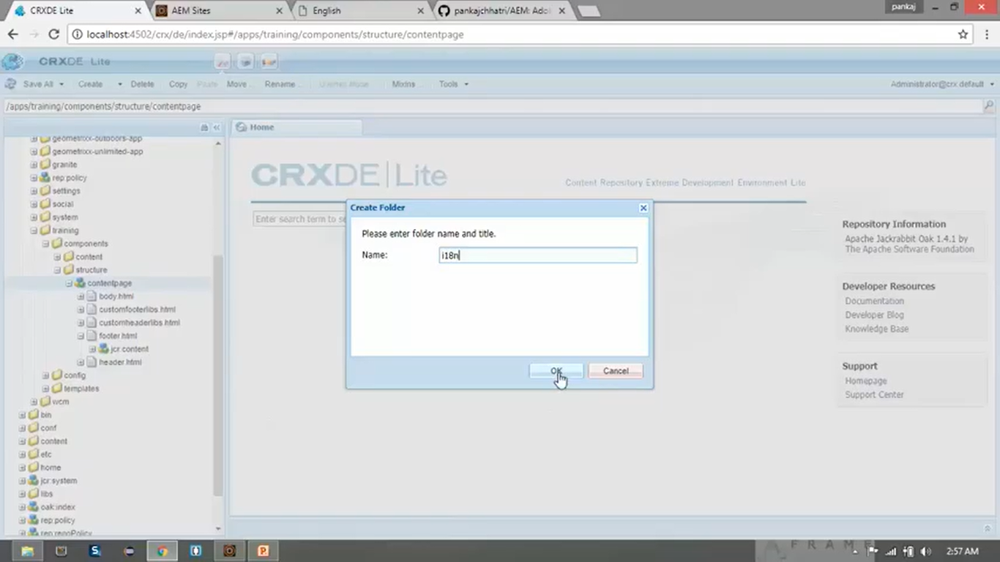 CRXDE Lite
AEM Sites
English
pankajchhatri/AEM: Ado
pankaj
localhost:4502/crx/de/index.jsp#/apps/training/components/structure/contentpage
CRXDE Lite
Save All
Create
Delete
Copy
Paste
Move...
Rename...
Mixins...
Tools
Administrator@crx.default
/apps/training/components/structure/contentpage
Home
geometrixx-outdoors-app
geometrixx-unlimited-app
granite
rep:policy
settings
social
system
training
components
content
structure
contentpage
body.html
customfooterlibs.html
customheaderlibs.html
footer.html
jcr:content
header.html
config
templates
wcm
bin
conf
content
etc
home
jcr:system
libs
oak:index
rep:policy
rep:repoPolicy
CRXDE | Lite
Content Repository Extreme Development Environment Lite
Enter search term to se
Create Folder
Please enter folder name and title.
Name:
i18n
OK
Cancel
Repository Information
Apache Jackrabbit Oak 1.4.1 by
The Apache Software Foundation
Developer Resources
Documentation
Developer Blog
Knowledge Base
Support
Homepage
Support Center
A FRAME
2:57 AM